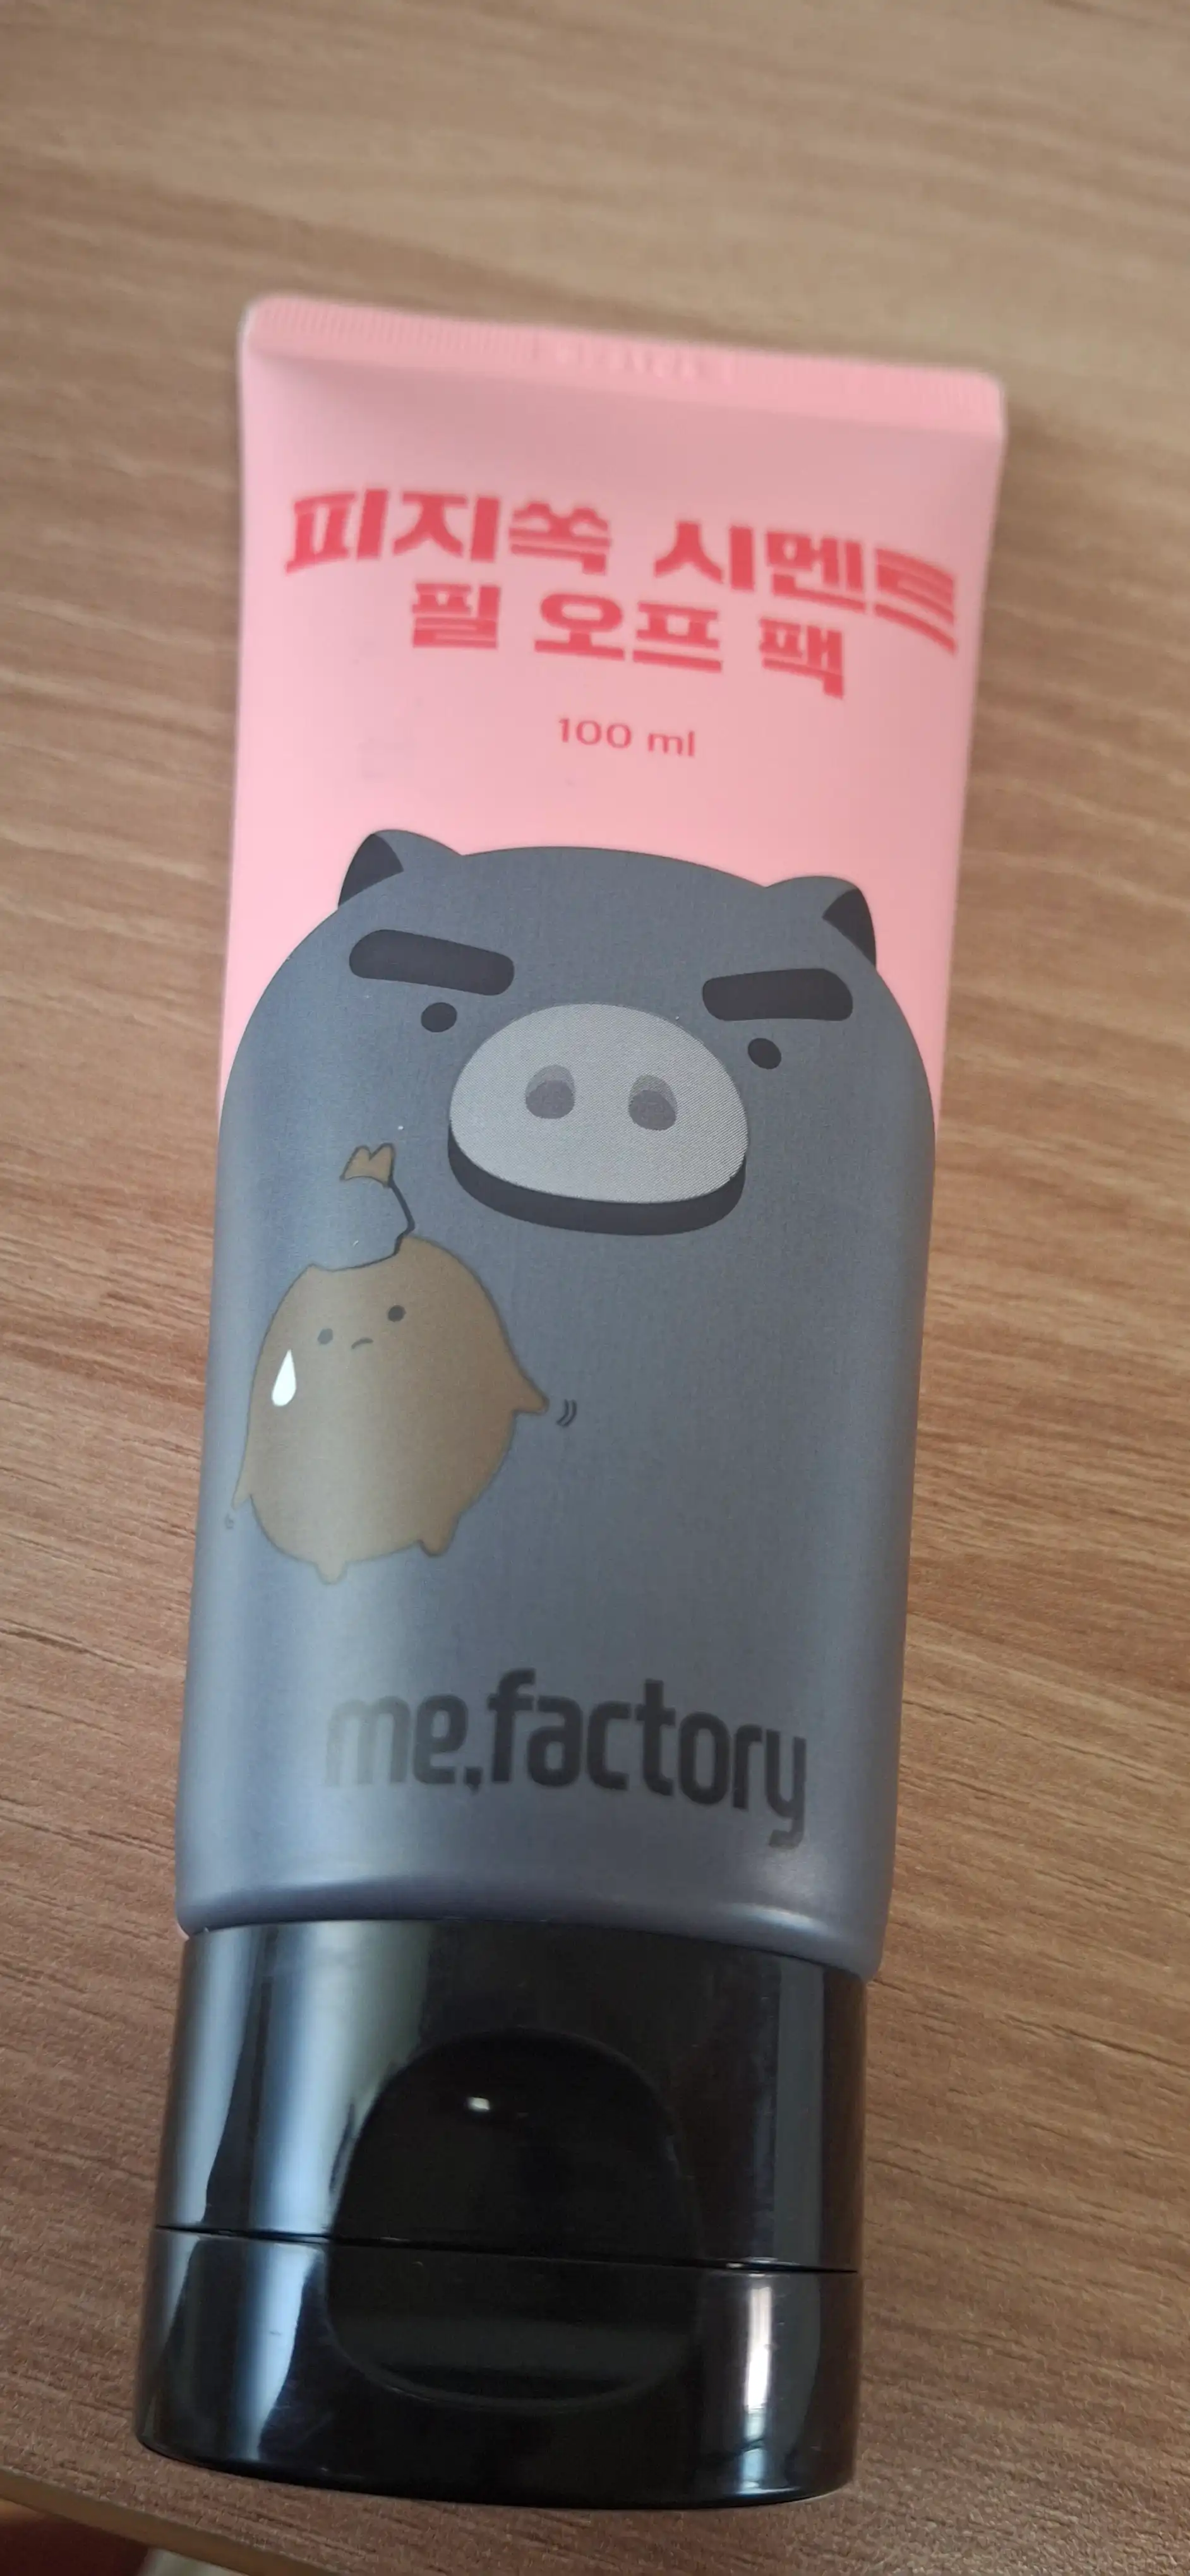 피지쏙 시멘트
필 오프 팩
100 ml
me.factory